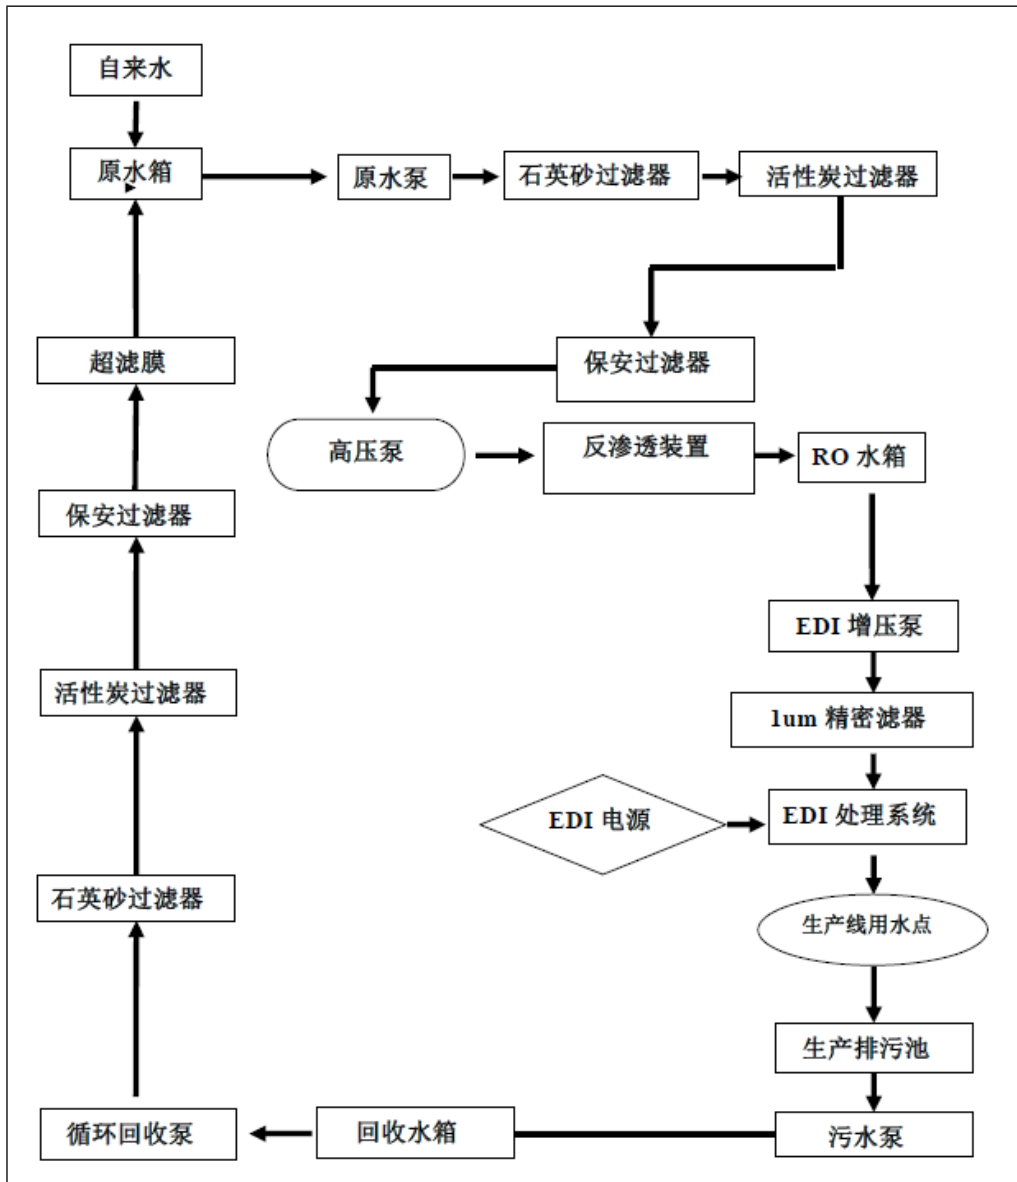 自来水
原水箱
原水泵
石英砂过滤器
活性炭过滤器
保安过滤器
超滤膜
高压泵
反渗透装置
RO 水箱
保安过滤器
EDI 增压泵
活性炭过滤器
1um 精密滤器
EDI 电源
EDI 处理系统
石英砂过滤器
生产线用水点
生产排污池
循环回收泵
回收水箱
污水泵